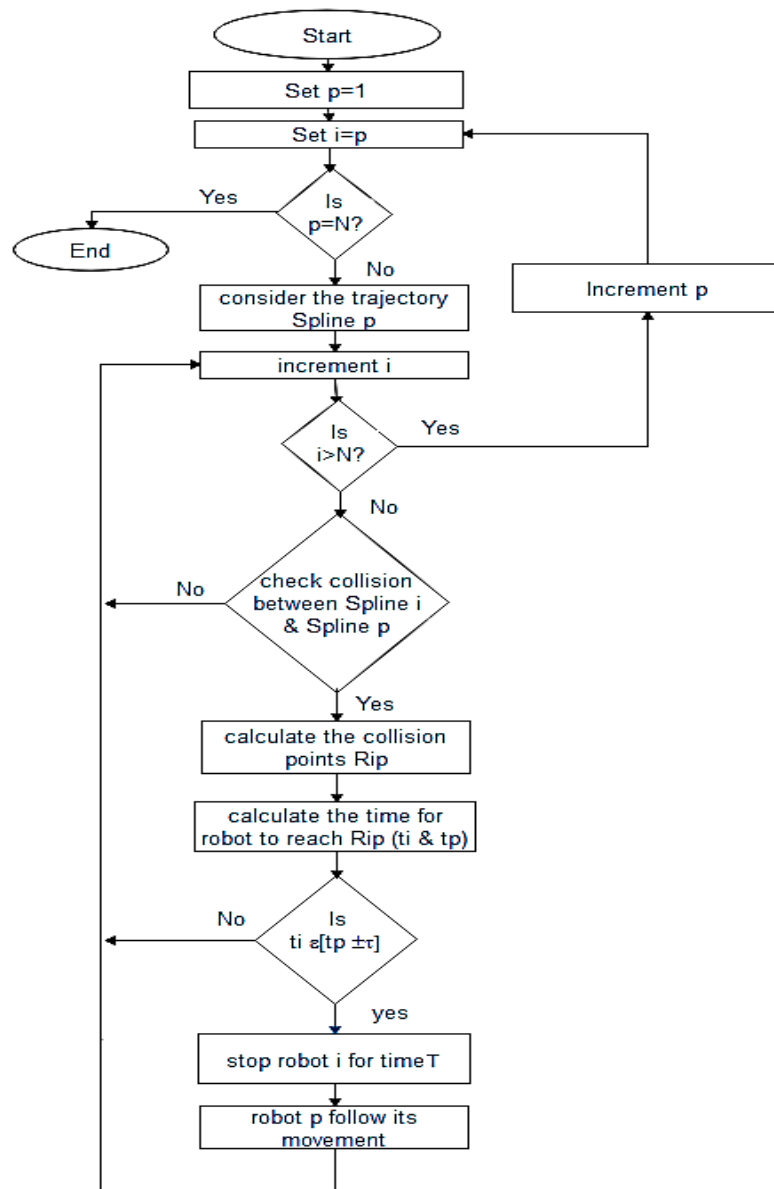 Start
Set p=1
Set i=p
Yes
Is
p=N?
End
No
consider the trajectory
Spline p
Increment p
increment i
Is
i>N?
Yes
No
No
check collision
between Spline i
& Spline p
Yes
calculate the collision
points Rip
calculate the time for
robot to reach Rip (ti & tp)
No
Is
ti ε[tp ±τ]
yes
stop robot i for timeT
robot p follow its
movement